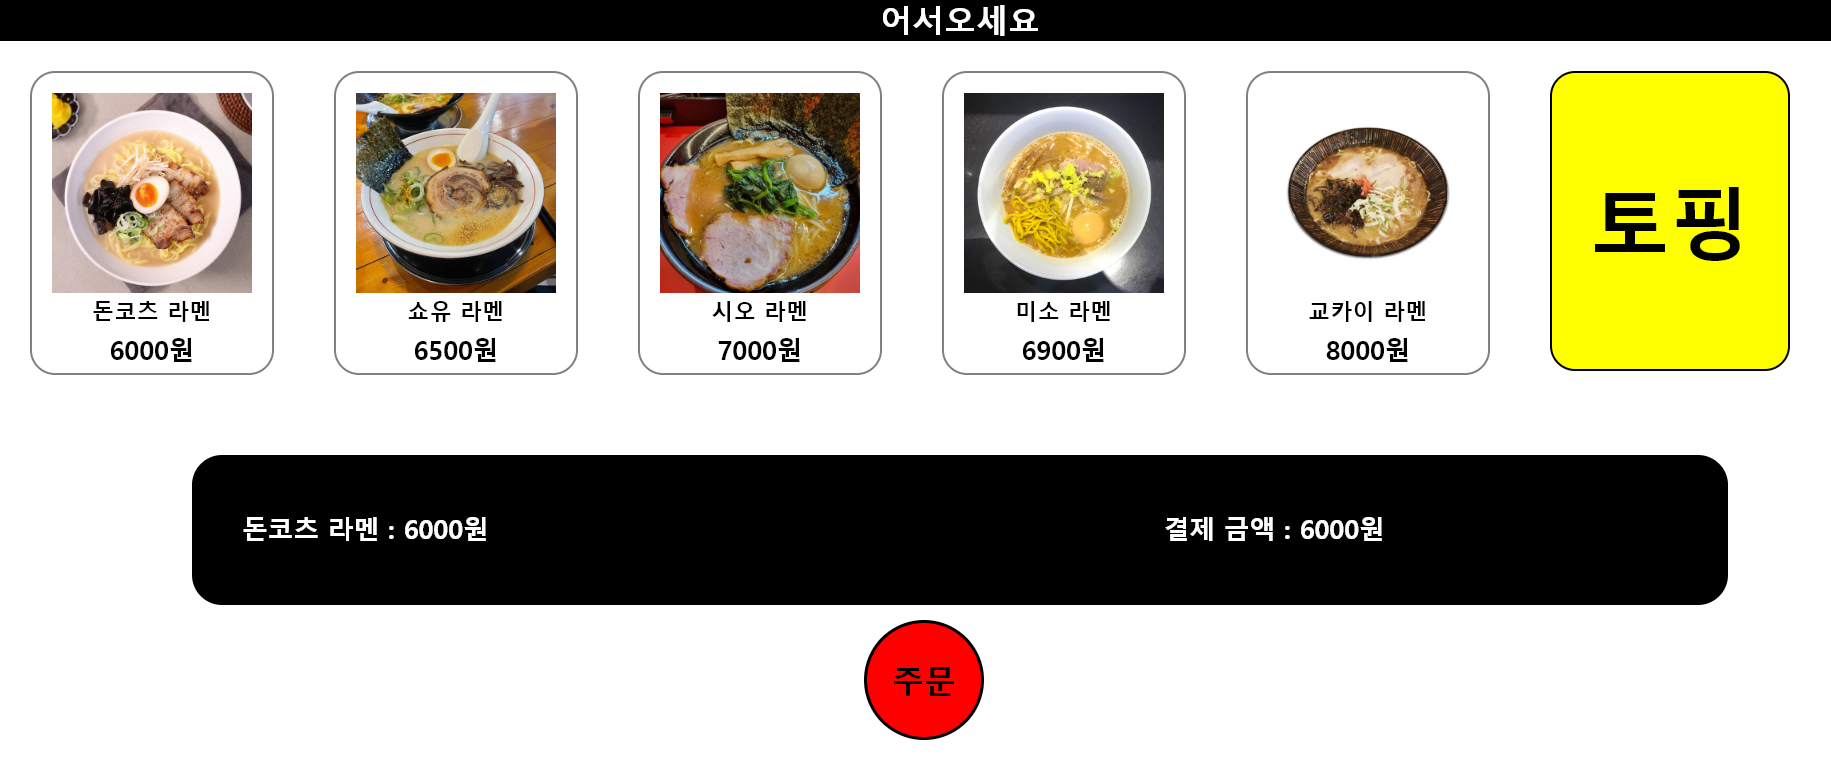 어서오세요
돈코츠 라멘
6000원
쇼유 라멘
6500원
시오 라멘
7000원
미소 라멘
6900원
교카이 라멘
8000원
토핑
돈코츠 라멘 : 6000원
결제 금액 : 6000원
주문